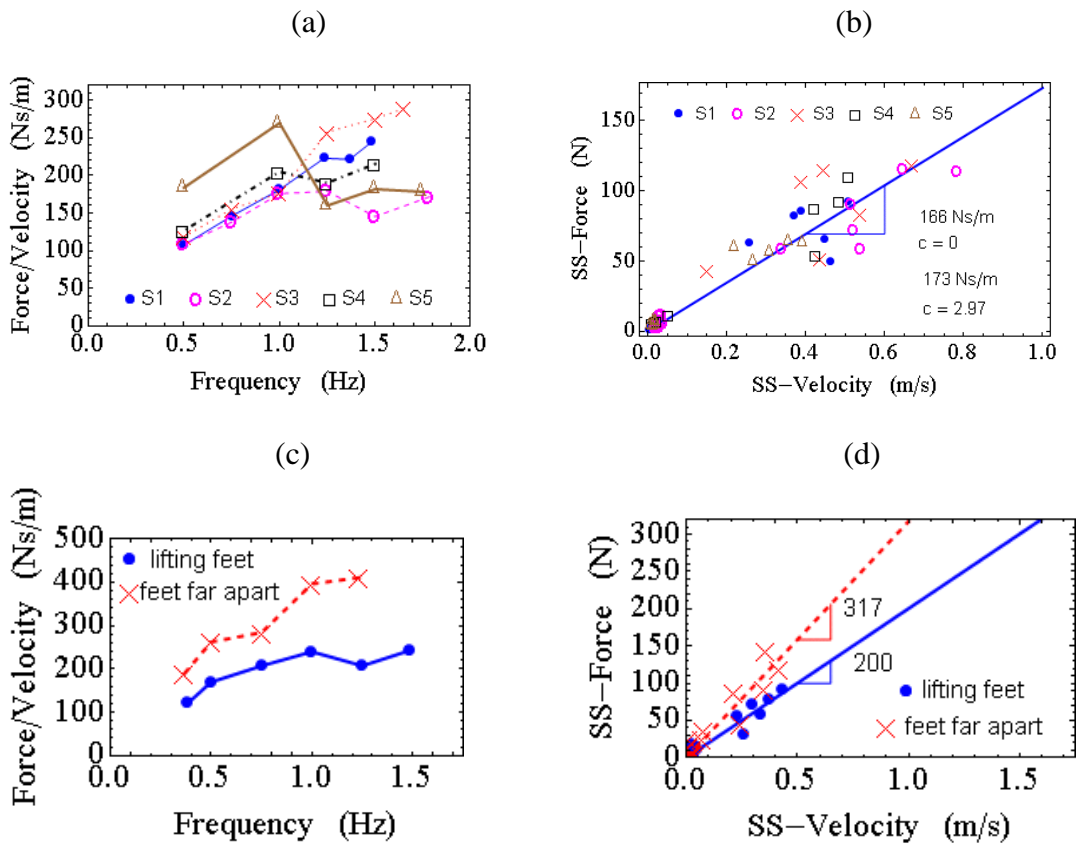 (a)
Force/Velocity (Ns/m)
300
250
200
150
100
50
0
S1 S2 S3 S4 S5
0.0 0.5 1.0 1.5 2.0
Frequency (Hz)
(b)
SS-Force (N)
150
100
50
0
S1 S2 S3 S4 S5
166 Ns/m
c = 0
173 Ns/m
c = 2.97
0.0 0.2 0.4 0.6 0.8 1.0
SS-Velocity (m/s)
(c)
Force/Velocity (Ns/m)
500
400
300
200
100
0
lifting feet
feet far apart
0.0 0.5 1.0 1.5
Frequency (Hz)
(d)
SS-Force (N)
300
250
200
150
100
50
0
317
200
lifting feet
feet far apart
0.0 0.5 1.0 1.5
SS-Velocity (m/s)